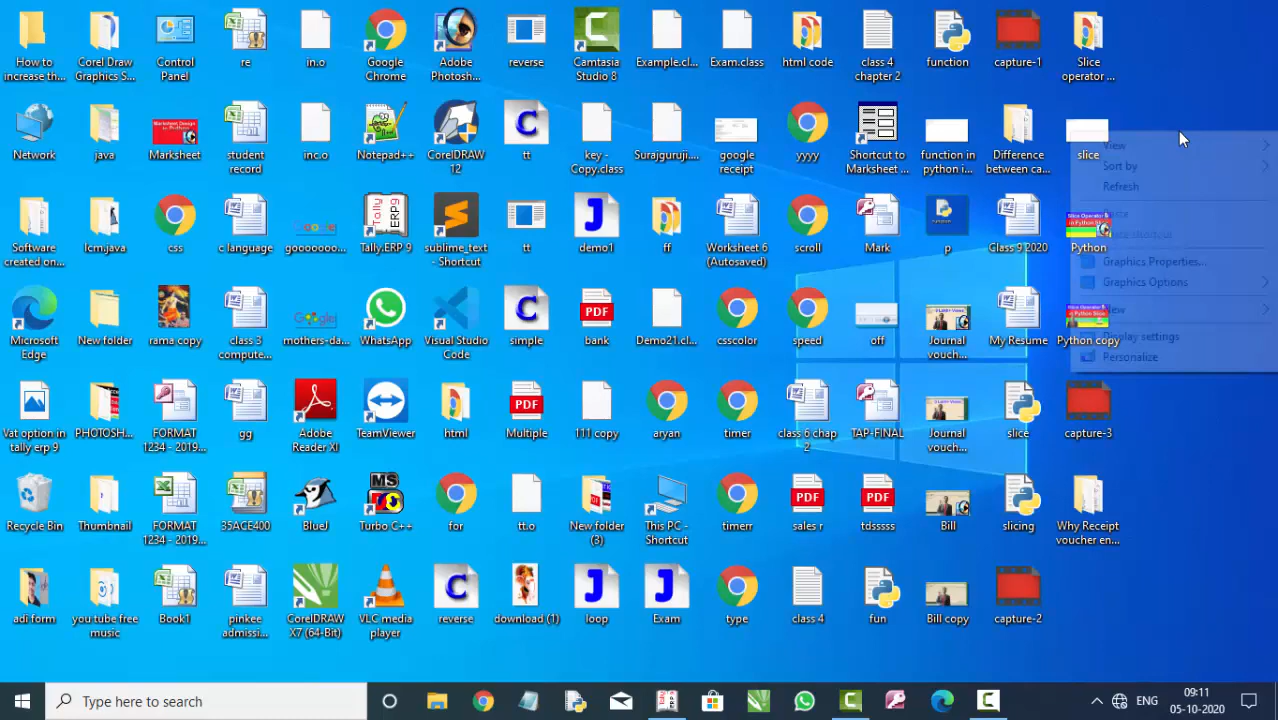 How to
increase th...
Corel Draw
Graphics S...
Control
Panel
re
in.o
Google
Chrome
Adobe
Photosh...
reverse
Camtasia
Studio 8
Example.cl...
Exam.class
html code
class 4
chapter 2
function
capture-1
Slice
operator ...
Network
java
Marksheet
student
record
inc.o
Notepad++
CorelDRAW
12
tt
key -
Copy.class
Surajguruji....
google
receipt
yyyy
Shortcut to
Marksheet ...
function in
python i...
Difference
between ca...
slice
View
Sort by
Refresh
Software
created on...
lcm.java
css
c language
gooooooo...
Tally.ERP 9
sublime_text
- Shortcut
tt
demo1
ff
Worksheet 6
(Autosaved)
scroll
Mark
p
Class 9 2020
Python
Graphics Properties...
Graphics Options
New
Display settings
Personalize
Microsoft
Edge
New folder
rama copy
class 3
compute...
mothers-da...
WhatsApp
Visual Studio
Code
simple
bank
Demo21.cl...
csscolor
speed
off
Journal
vouch...
My Resume
Python copy
Vat option in
tally erp 9
PHOTOSH...
FORMAT
1234 - 2019...
gg
Adobe
Reader XI
TeamViewer
html
Multiple
111 copy
aryan
timer
class 6 chap
2
TAP-FINAL
Journal
vouch...
slice
capture-3
Recycle Bin
Thumbnail
FORMAT
1234 - 2019...
35ACE400
BlueJ
Turbo C++
for
tt.o
New folder
(3)
This PC -
Shortcut
timerr
sales r
tdsssss
Bill
slicing
Why Receipt
voucher en...
adi form
you tube free
music
Book1
pinkee
admissi...
CorelDRAW
X7 (64-Bit)
VLC media
player
reverse
download (1)
loop
Exam
type
class 4
fun
Bill copy
capture-2
Type here to search
ENG
09:11
05-10-2020